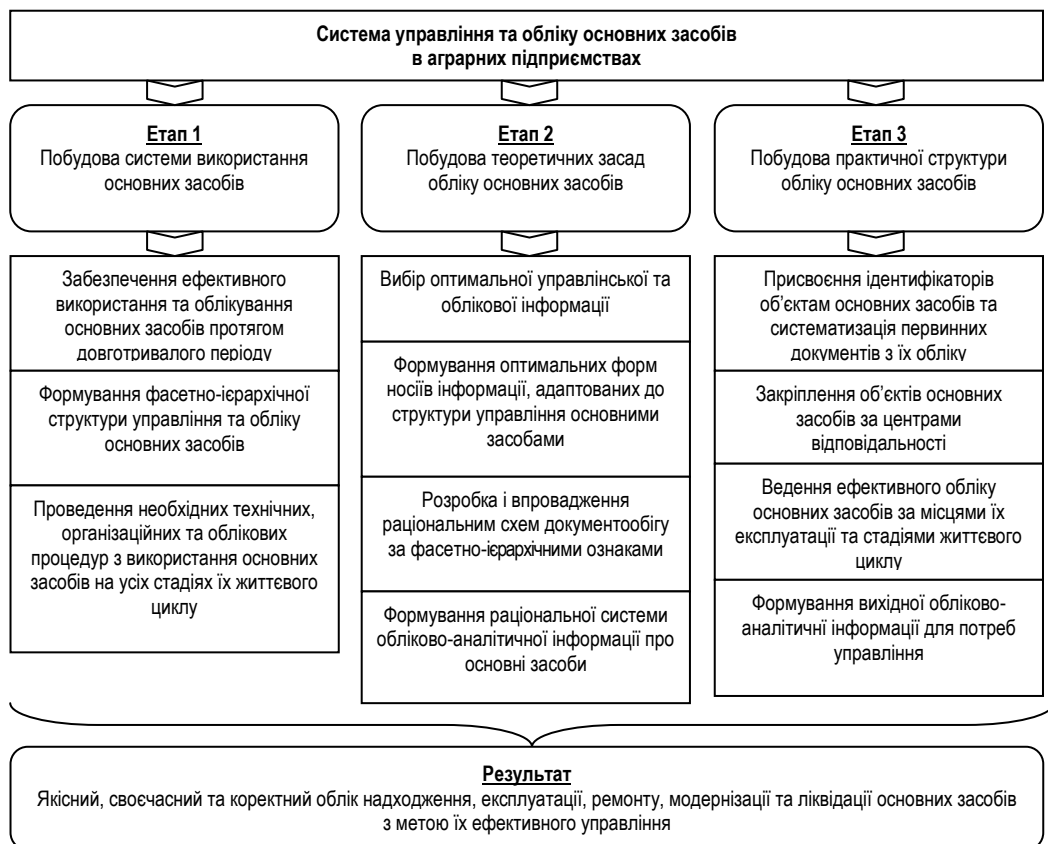 Система управління та обліку основних засобів
в аграрних підприємствах
Етап 1
Побудова системи використання
основних засобів
Етап 2
Побудова теоретичних засад
обліку основних засобів
Етап 3
Побудова практичної структури
обліку основних засобів
Забезпечення ефективного
використання та облікування
основних засобів протягом
довготривалого періоду
Формування фасетно-ієрархічної
структури управління та обліку
основних засобів
Проведення необхідних технічних,
організаційних та облікових
процедур з використання основних
засобів на усіх стадіях їх життєвого
циклу
Вибір оптимальної управлінської та
облікової інформації
Формування оптимальних форм
носіїв інформації, адаптованих до
структури управління основними
засобами
Розробка і впровадження
раціональним схем документообігу
за фасетно-ієрархічними ознаками
Формування раціональної системи
обліково-аналітичної інформації про
основні засоби
Присвоєння ідентифікаторів
об’єктам основних засобів та
систематизація первинних
документів з їх обліку
Закріплення об’єктів основних
засобів за центрами
відповідальності
Ведення ефективного обліку
основних засобів за місцями їх
експлуатації та стадіями життєвого
циклу
Формування вихідної обліково-
аналітичні інформації для потреб
управління
Результат
Якісний, своєчасний та коректний облік надходження, експлуатації, ремонту, модернізації та ліквідації основних засобів
з метою їх ефективного управління